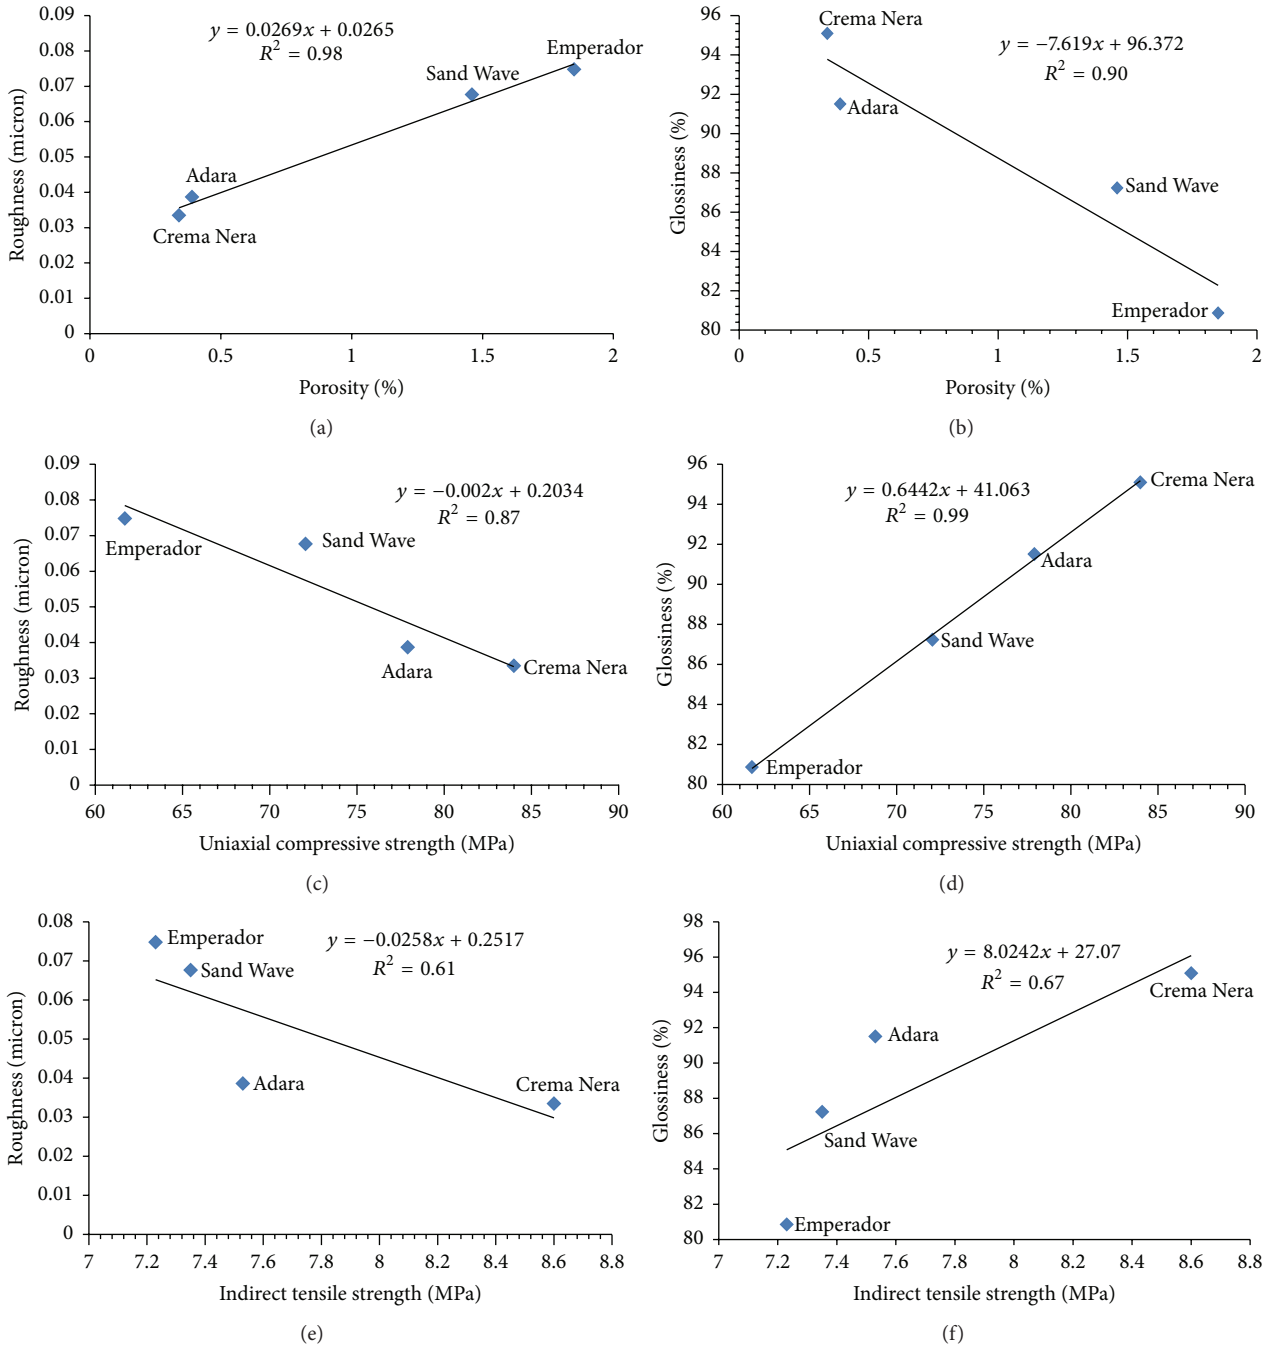 y = 0.0269x + 0.0265
R² = 0.98
Crema Nera
Adara
Sand Wave
Emperador
0.09
0.08
0.07
0.06
0.05
0.04
0.03
0.02
0.01
0
Roughness (micron)
0 0.5 1 1.5 2
Porosity (%)
(a)
y = −7.619x + 96.372
R² = 0.90
Crema Nera
Adara
Sand Wave
Emperador
96
94
92
90
88
86
84
82
80
Glossiness (%)
0 0.5 1 1.5 2
Porosity (%)
(b)
y = −0.002x + 0.2034
R² = 0.87
Emperador
Sand Wave
Adara
Crema Nera
0.09
0.08
0.07
0.06
0.05
0.04
0.03
0.02
0.01
0
Roughness (micron)
60 65 70 75 80 85 90
Uniaxial compressive strength (MPa)
(c)
y = 0.6442x + 41.063
R² = 0.99
Crema Nera
Adara
Sand Wave
Emperador
96
94
92
90
88
86
84
82
80
Glossiness (%)
60 65 70 75 80 85 90
Uniaxial compressive strength (MPa)
(d)
y = −0.0258x + 0.2517
R² = 0.61
Emperador
Sand Wave
Adara
Crema Nera
0.08
0.07
0.06
0.05
0.04
0.03
0.02
0.01
0
Roughness (micron)
7 7.2 7.4 7.6 7.8 8 8.2 8.4 8.6 8.8
Indirect tensile strength (MPa)
(e)
y = 8.0242x + 27.07
R² = 0.67
Crema Nera
Adara
Sand Wave
Emperador
98
96
94
92
90
88
86
84
82
80
Glossiness (%)
7 7.2 7.4 7.6 7.8 8 8.2 8.4 8.6 8.8
Indirect tensile strength (MPa)
(f)